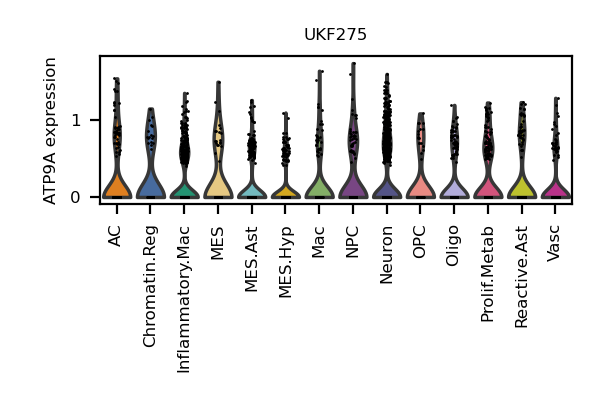 UKF275
ATP9A expression
1
0
AC
Chromatin.Reg
Inflammatory.Mac
MES
MES.Ast
MES.Hyp
Mac
NPC
Neuron
OPC
Oligo
Prolif.Metab
Reactive.Ast
Vasc